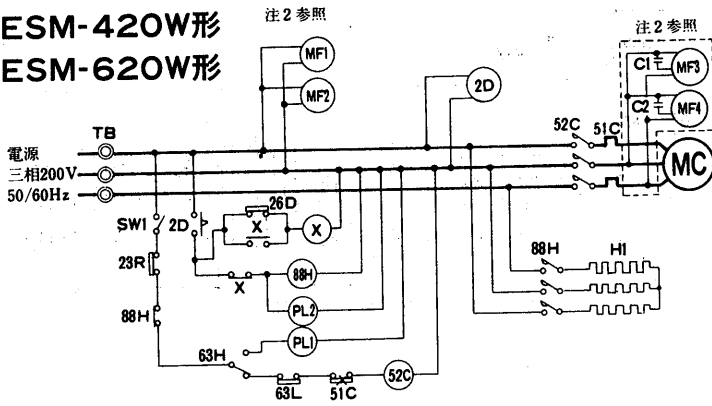 ESM-420W形
ESM-620W形
注2参照
MF1
MF2
2D
注2参照
C1
MF3
C2
MF4
52C
51C
MC
TB
電源
三相200V
50/60Hz
SW1
2D
26D
X
X
23R
X
88H
88H
H1
88H
PL2
PL1
63H
63L
51C
52C